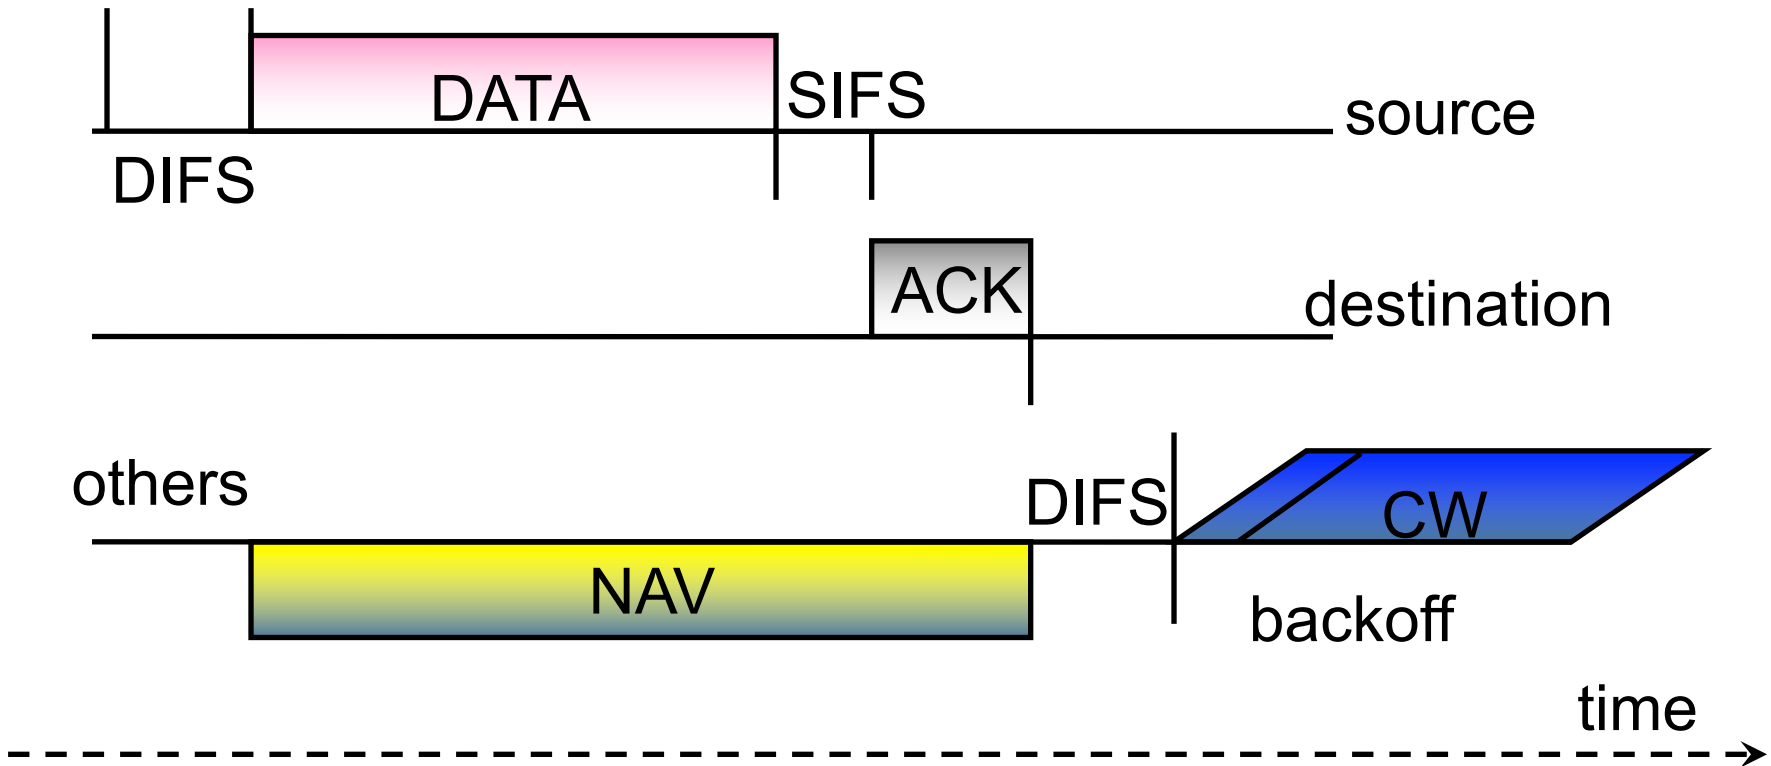 DATA
SIFS
source
DIFS
ACK
destination
others
DIFS
CW
NAV
backoff
time